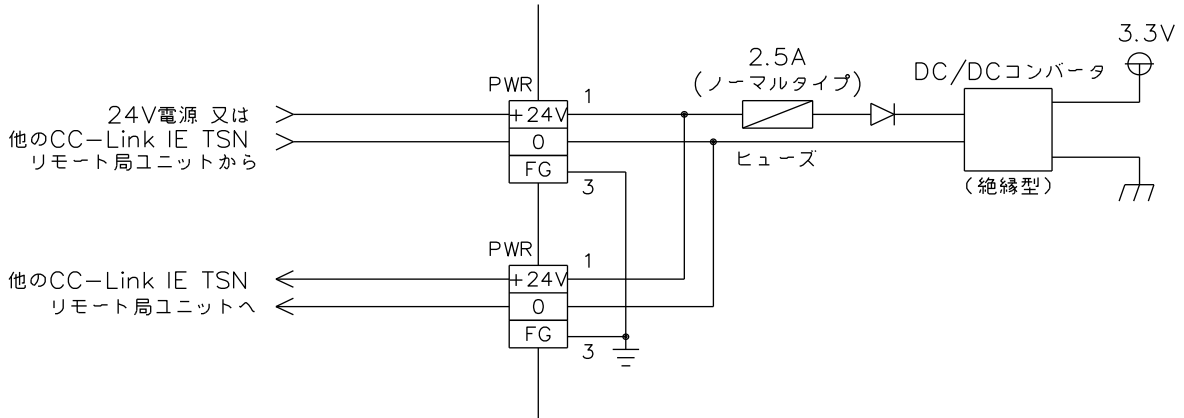 3.3V
2.5A
(ノーマルタイプ)
DC/DCコンバータ
PWR
1
24V電源 又は
+24V
他のCC-Link IE TSN
0
ヒューズ
リモート局ユニットから
FG
3
(絶縁型)
PWR
1
他のCC-Link IE TSN
+24V
リモート局ユニットへ
0
FG
3